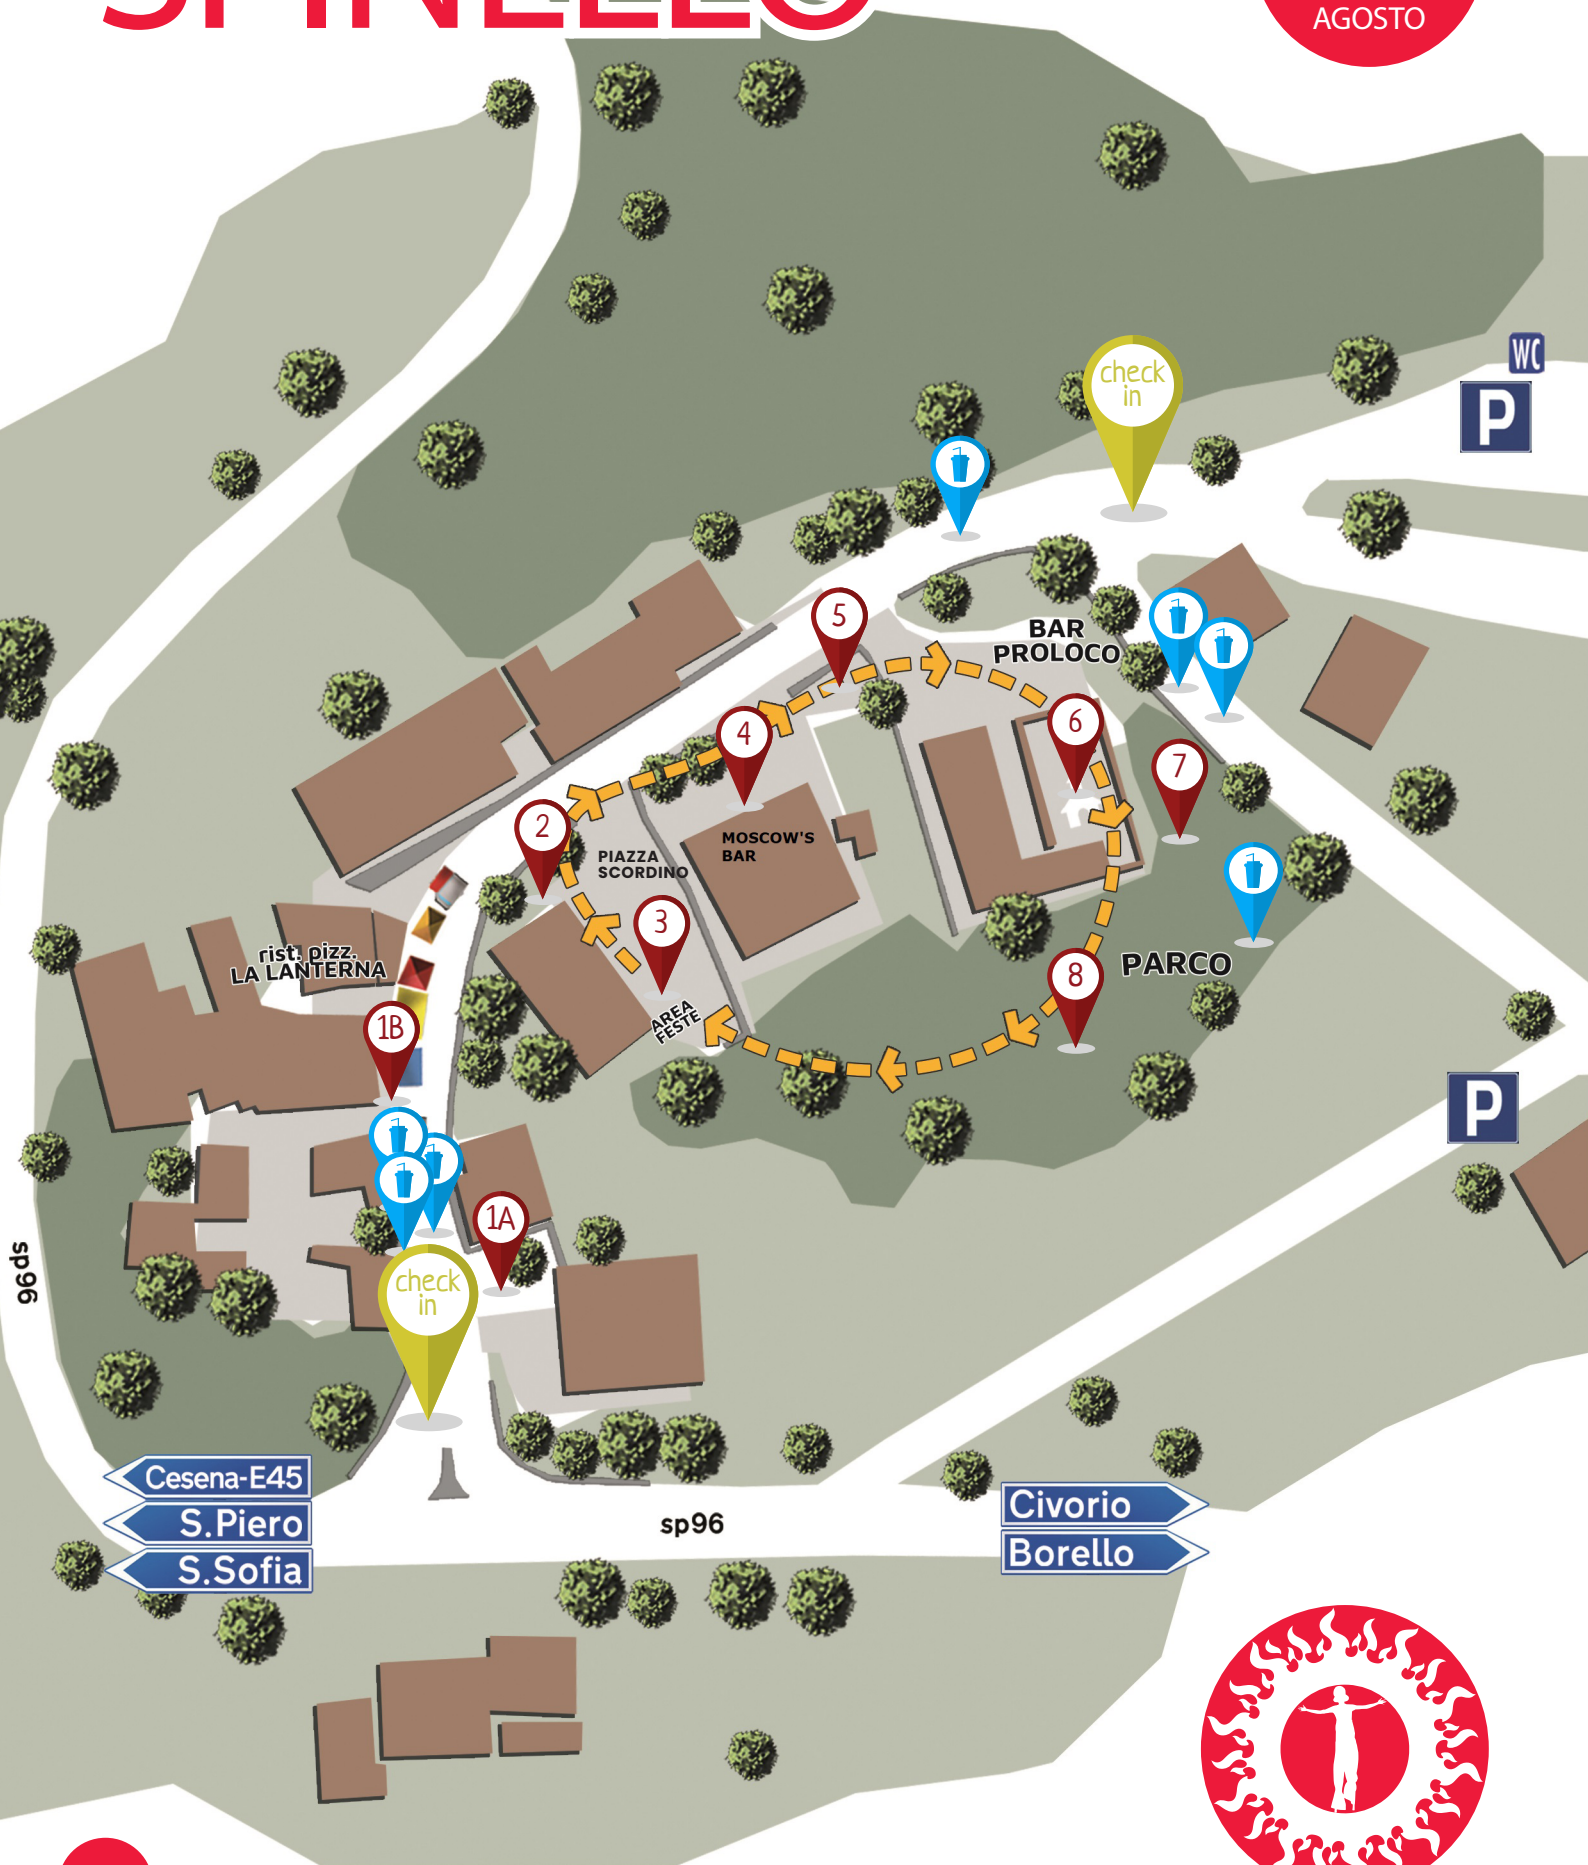 SPINELLO
AGOSTO
WC
P
check
in
5
BAR
PROLOCO
4
6
7
2
MOSCOW'S
BAR
PIAZZA
SCORDINO
3
rist. pizz.
LA LANTERNA
PARCO
8
AREA
FESTE
1B
P
1A
sp96
check
in
Cesena-E45
S.Piero
S.Sofia
sp96
Civorio
Borello